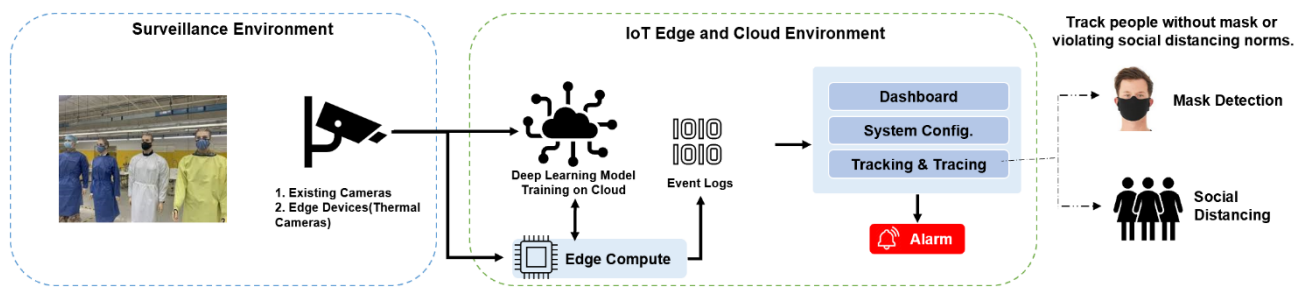 Surveillance Environment
1. Existing Cameras
2. Edge Devices(Thermal
Cameras)
IoT Edge and Cloud Environment
Deep Learning Model
Training on Cloud
Edge Compute
IOIO
IOIO
Event Logs
Dashboard
System Config.
Tracking & Tracing
Alarm
Track people without mask or
violating social distancing norms.
Mask Detection
Social
Distancing